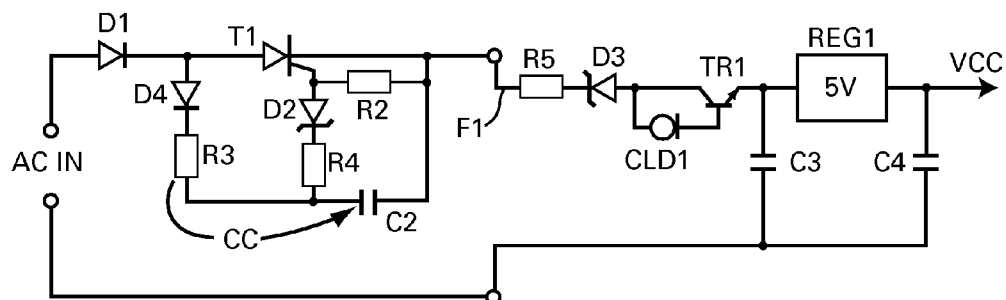 D1
T1
D3
REG1
VCC
R5
TR1
5V
D4
D2
R2
F1
AC IN
R3
R4
CLD1
C3
C4
CC
C2